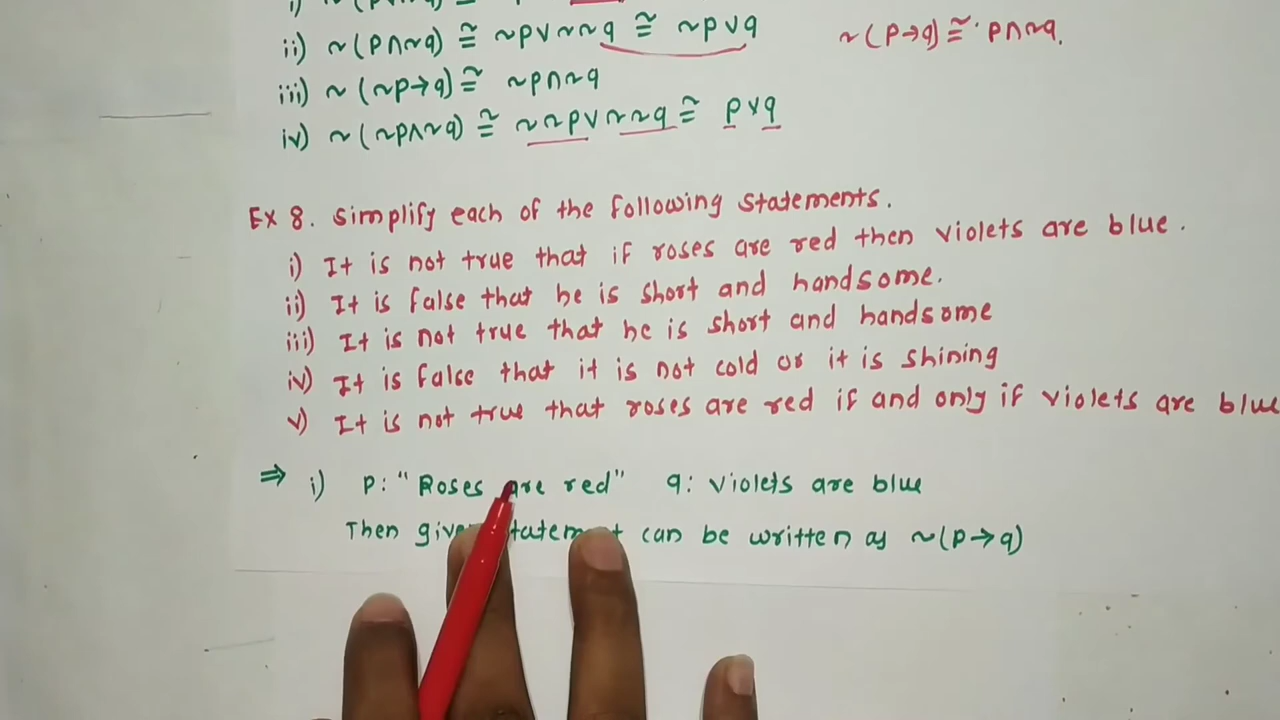 ii) ~(p∧~q) ≅ ~p∨~~q ≅ ~p∨q
~(p→q) ≅ p∧~q.
iii) ~(~p→q) ≅ ~p∧~q
iv) ~(~p∧~q) ≅ ~~p∨~~q ≅ p∨q
Ex 8. simplify each of the following statements.
i) It is not true that if roses are red then violets are blue.
ii) It is false that he is short and handsome.
iii) It is not true that he is short and handsome
iv) It is false that it is not cold or it is shining
v) It is not true that roses are red if and only if violets are blue
⇒ i) p: "Roses are red" q: violets are blue
Then given statement can be written as ~(p→q)